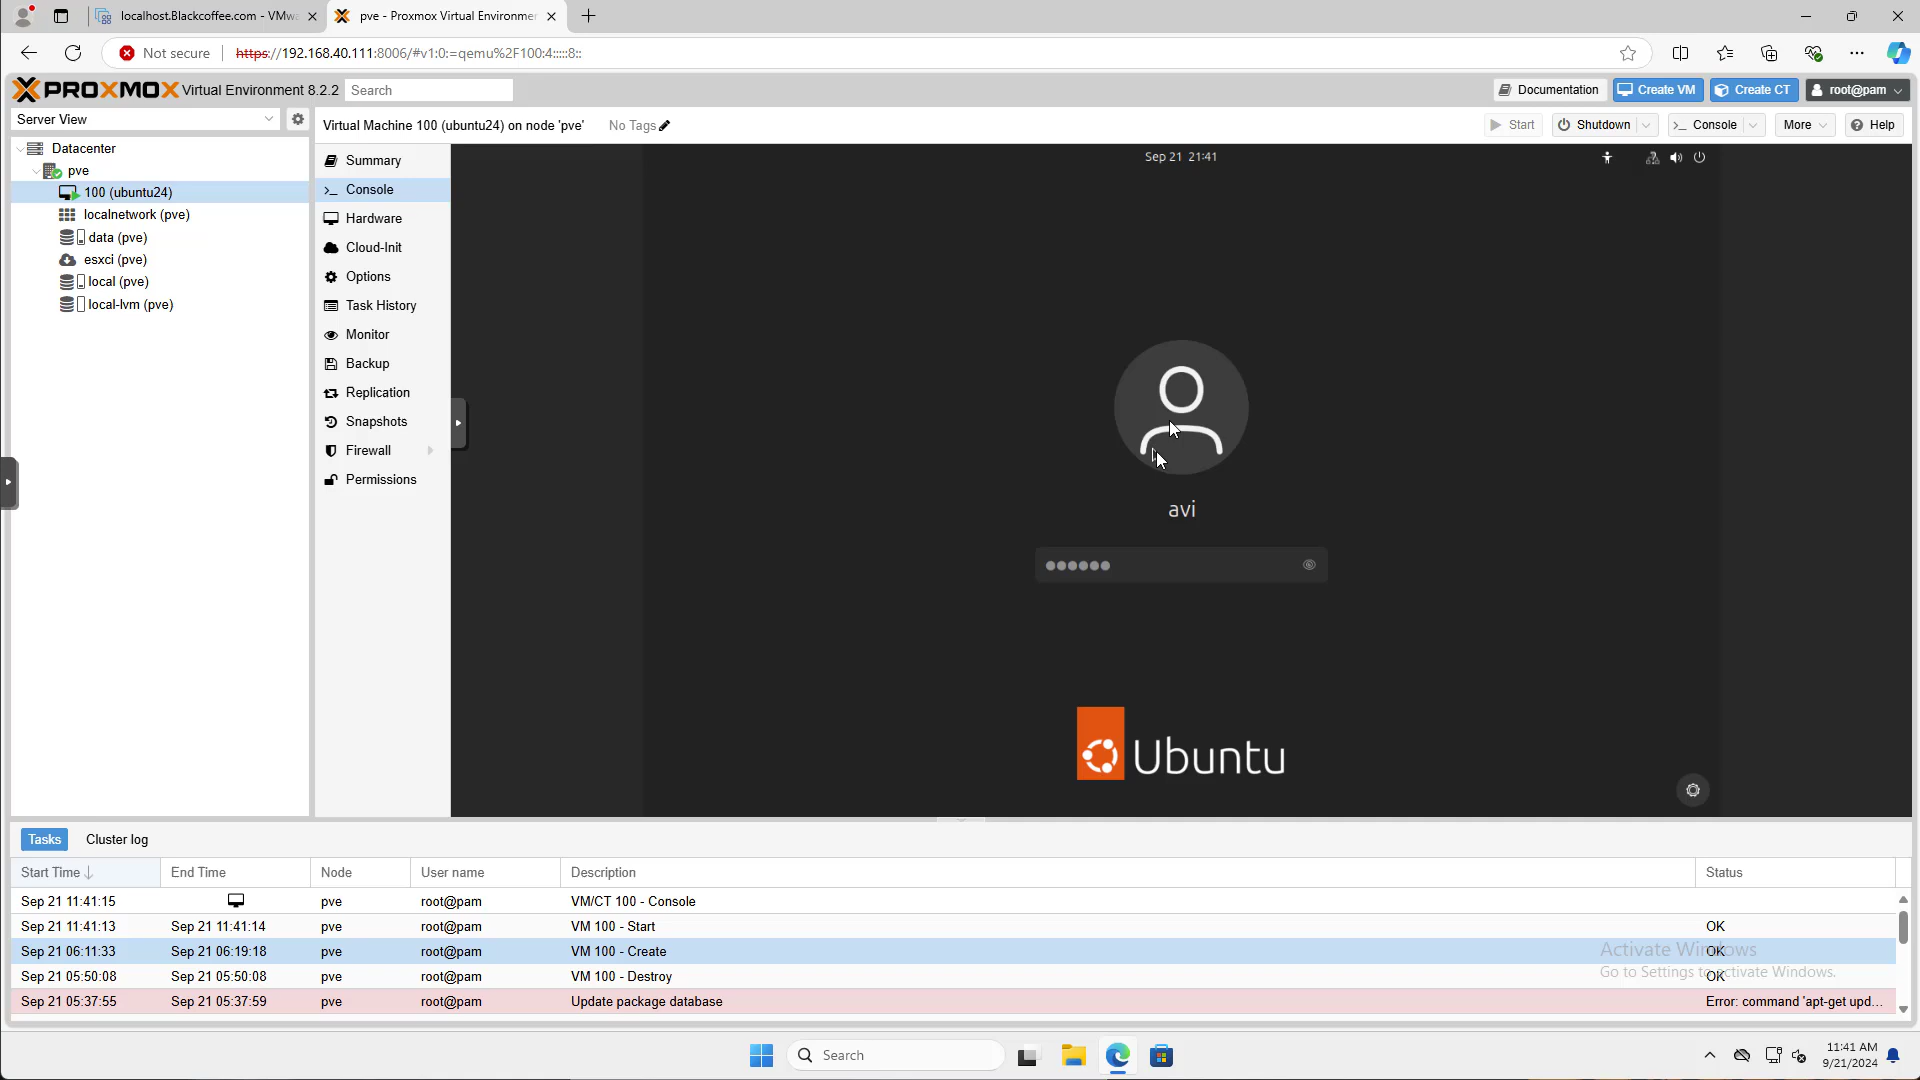 localhost.Blackcoffee.com - VMwa
pve - Proxmox Virtual Environme
Not secure
https://192.168.40.111:8006/#v1:0:=qemu%2F100:4:::::8::
PROXMOX Virtual Environment 8.2.2
Search
Documentation
Create VM
Create CT
root@pam
Server View
Virtual Machine 100 (ubuntu24) on node 'pve'
No Tags
Start
Shutdown
Console
More
Help
Datacenter
pve
100 (ubuntu24)
localnetwork (pve)
data (pve)
esxci (pve)
local (pve)
local-lvm (pve)
Summary
Console
Hardware
Cloud-Init
Options
Task History
Monitor
Backup
Replication
Snapshots
Firewall
Permissions
Sep 21 21:41
avi
Ubuntu
Tasks
Cluster log
Start Time End Time Node User name Description Status
Sep 21 11:41:15 pve root@pam VM/CT 100 - Console
Sep 21 11:41:13 Sep 21 11:41:14 pve root@pam VM 100 - Start OK
Sep 21 06:11:33 Sep 21 06:19:18 pve root@pam VM 100 - Create OK
Sep 21 05:50:08 Sep 21 05:50:08 pve root@pam VM 100 - Destroy OK
Sep 21 05:37:55 Sep 21 05:37:59 pve root@pam Update package database Error: command 'apt-get upd...
Activate Windows
Go to Settings to activate Windows.
Search
11:41 AM
9/21/2024